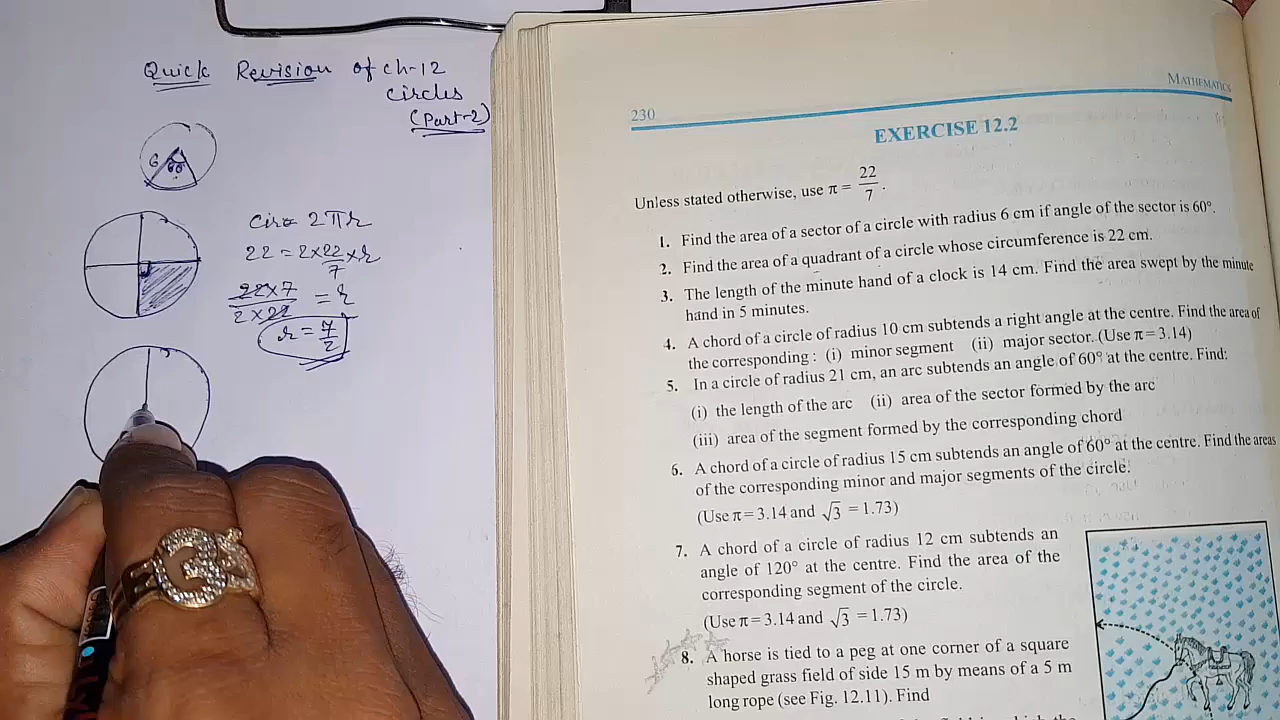 Quick Revision of Ch-12
Circles
(Part-2)
6
60°
Cir = 2πr
22 = 2×22/7×r
22×7/2×22 = r
r = 7/2
230
MATHEMATICS
EXERCISE 12.2
Unless stated otherwise, use π = 22/7.
1. Find the area of a sector of a circle with radius 6 cm if angle of the sector is 60°.
2. Find the area of a quadrant of a circle whose circumference is 22 cm.
3. The length of the minute hand of a clock is 14 cm. Find the area swept by the minute
hand in 5 minutes.
4. A chord of a circle of radius 10 cm subtends a right angle at the centre. Find the area of
the corresponding : (i) minor segment (ii) major sector. (Use π = 3.14)
5. In a circle of radius 21 cm, an arc subtends an angle of 60° at the centre. Find:
(i) the length of the arc (ii) area of the sector formed by the arc
(iii) area of the segment formed by the corresponding chord
6. A chord of a circle of radius 15 cm subtends an angle of 60° at the centre. Find the areas
of the corresponding minor and major segments of the circle.
(Use π = 3.14 and √3 = 1.73)
7. A chord of a circle of radius 12 cm subtends an
angle of 120° at the centre. Find the area of the
corresponding segment of the circle.
(Use π = 3.14 and √3 = 1.73)
8. A horse is tied to a peg at one corner of a square
shaped grass field of side 15 m by means of a 5 m
long rope (see Fig. 12.11). Find